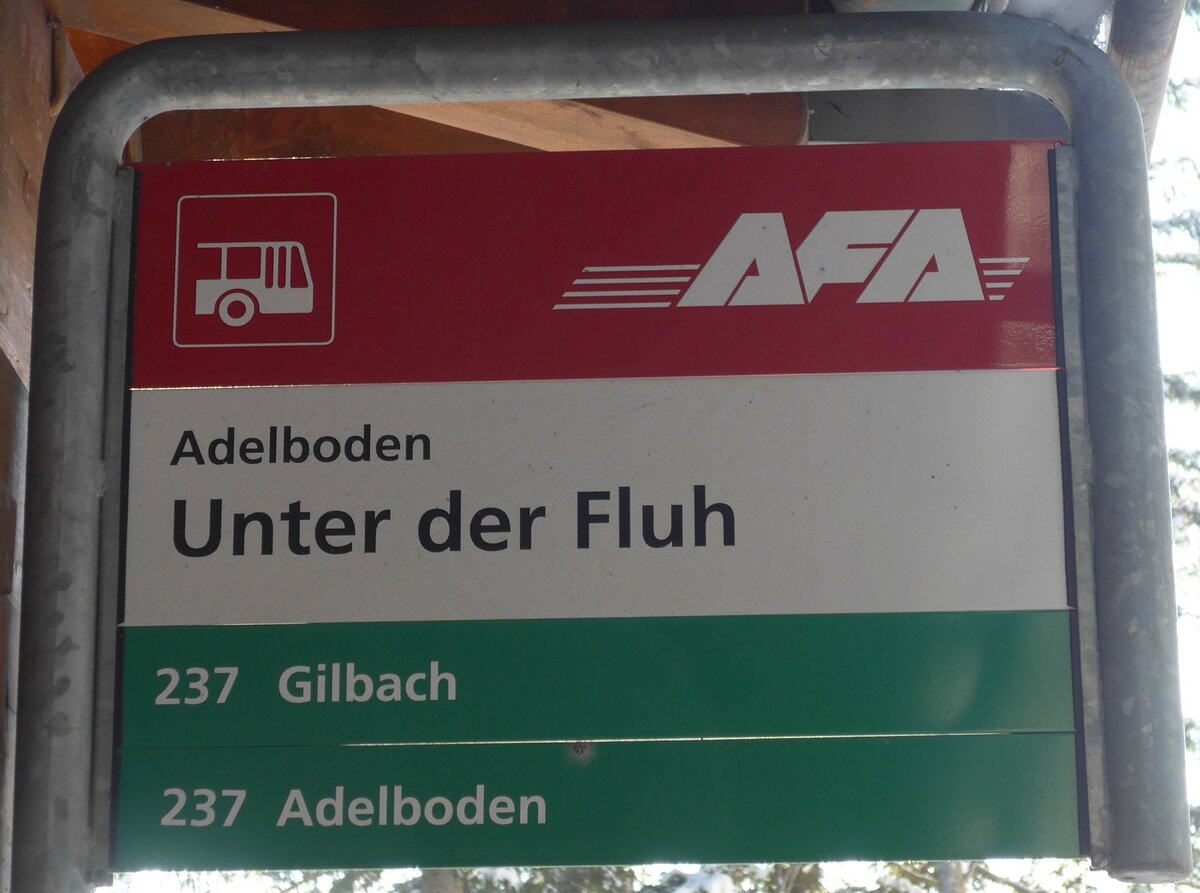 AFA
Adelboden
Unter der Fluh
237 Gilbach
237 Adelboden